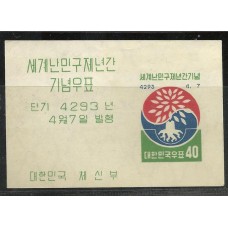 세계난민구제년간
기념우표
단기 4293 년
4월7일 발행
대한민국 체신부
세계난민구제년간기념
4293 4. 7
대한민국우표 40